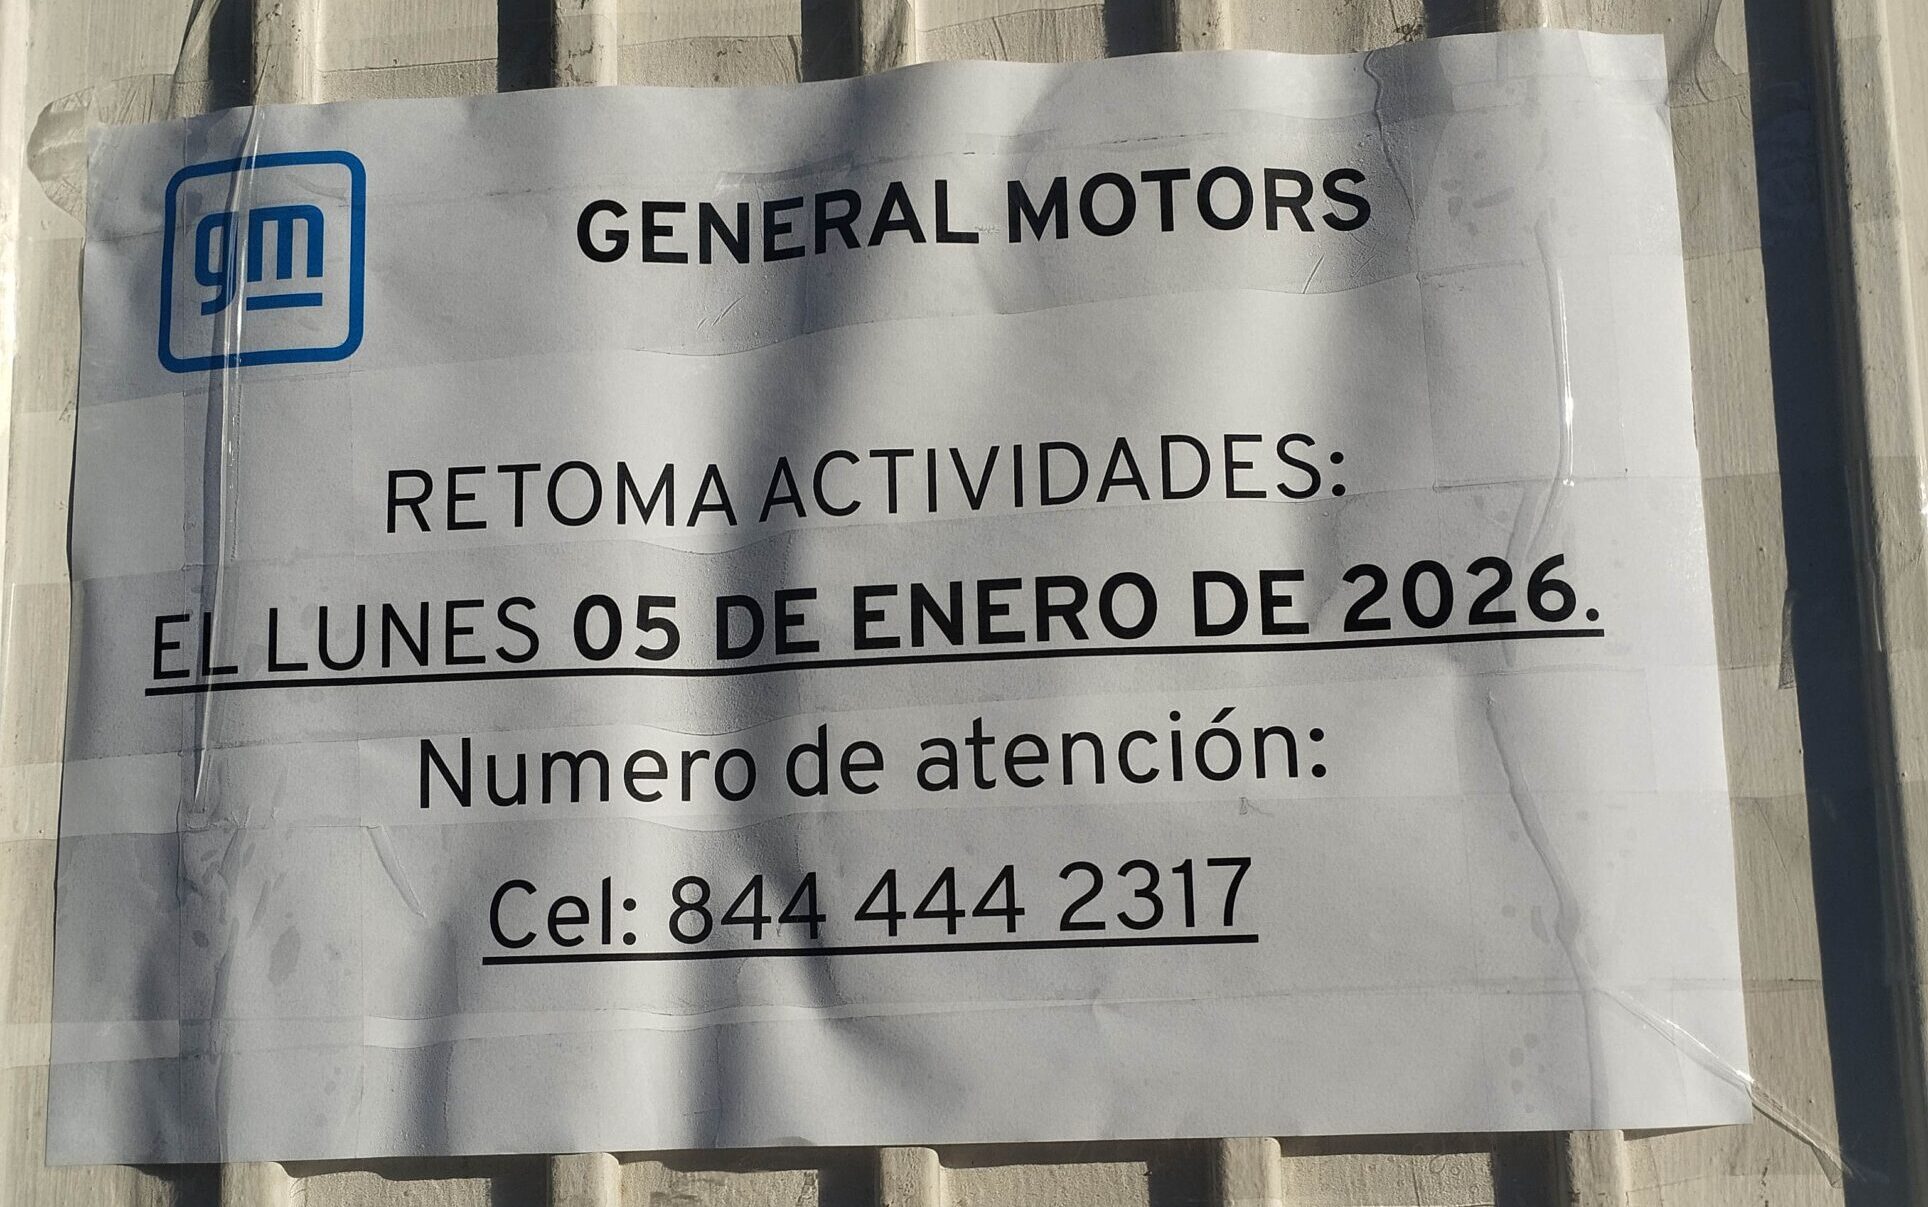 gm
GENERAL MOTORS
RETOMA ACTIVIDADES:
EL LUNES 05 DE ENERO DE 2026.
Numero de atención:
Cel: 844 444 2317